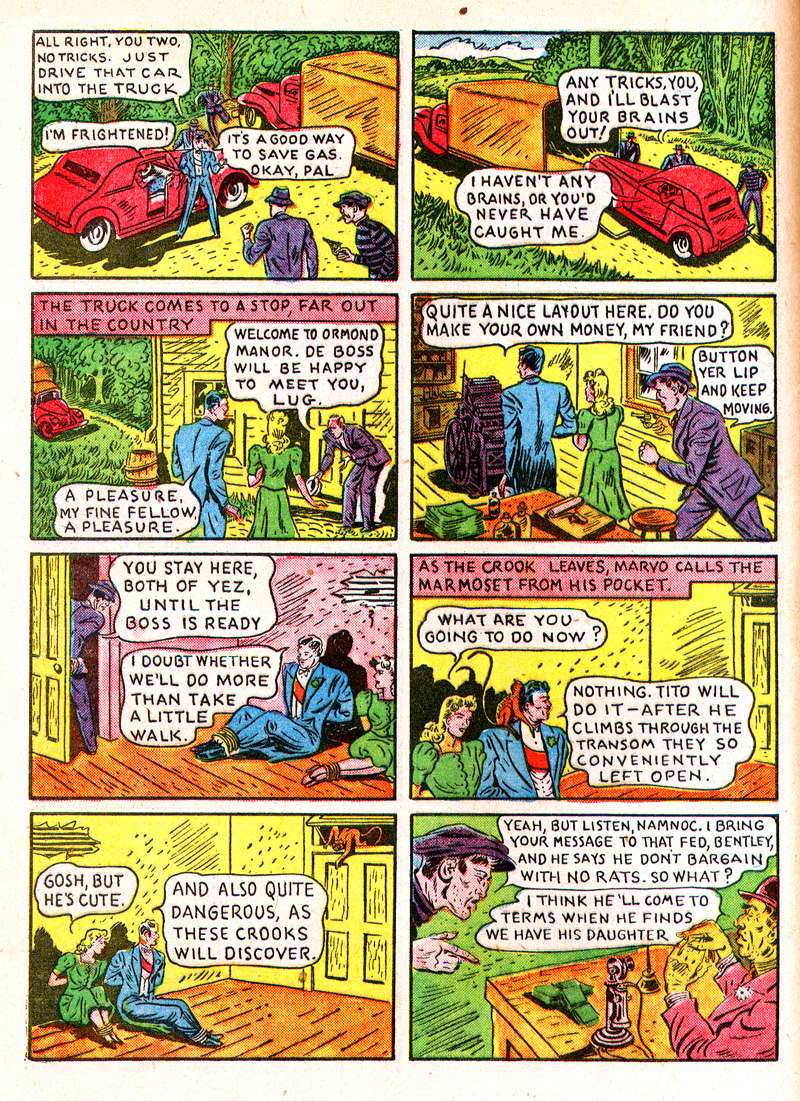 ALL RIGHT, YOU TWO,
NO TRICKS. JUST
DRIVE THAT CAR
INTO THE TRUCK
I'M FRIGHTENED!
IT'S A GOOD WAY
TO SAVE GAS.
OKAY, PAL
ANY TRICKS, YOU,
AND I'LL BLAST
YOUR BRAINS
OUT!
I HAVEN'T ANY
BRAINS, OR YOU'D
NEVER HAVE
CAUGHT ME.
THE TRUCK COMES TO A STOP, FAR OUT
IN THE COUNTRY
WELCOME TO ORMOND
MANOR. DE BOSS
WILL BE HAPPY
TO MEET YOU,
LUG.
A PLEASURE,
MY FINE FELLOW,
A PLEASURE.
QUITE A NICE LAYOUT HERE. DO YOU
MAKE YOUR OWN MONEY, MY FRIEND?
BUTTON
YER LIP
AND KEEP
MOVING.
YOU STAY HERE,
BOTH OF YEZ,
UNTIL THE
BOSS IS READY
I DOUBT WHETHER
WE'LL DO MORE
THAN TAKE
A LITTLE
WALK.
AS THE CROOK LEAVES, MARVO CALLS THE
MARMOSET FROM HIS POCKET.
WHAT ARE YOU
GOING TO DO NOW?
NOTHING. TITO WILL
DO IT—AFTER HE
CLIMBS THROUGH THE
TRANSOM THEY SO
CONVENIENTLY
LEFT OPEN.
GOSH, BUT
HE'S CUTE.
AND ALSO QUITE
DANGEROUS, AS
THESE CROOKS
WILL DISCOVER.
YEAH, BUT LISTEN, NAMNOC. I BRING
YOUR MESSAGE TO THAT FED, BENTLEY,
AND HE SAYS HE DON'T BARGAIN
WITH NO RATS. SO WHAT?
I THINK HE'LL COME TO
TERMS WHEN HE FINDS
WE HAVE HIS DAUGHTER